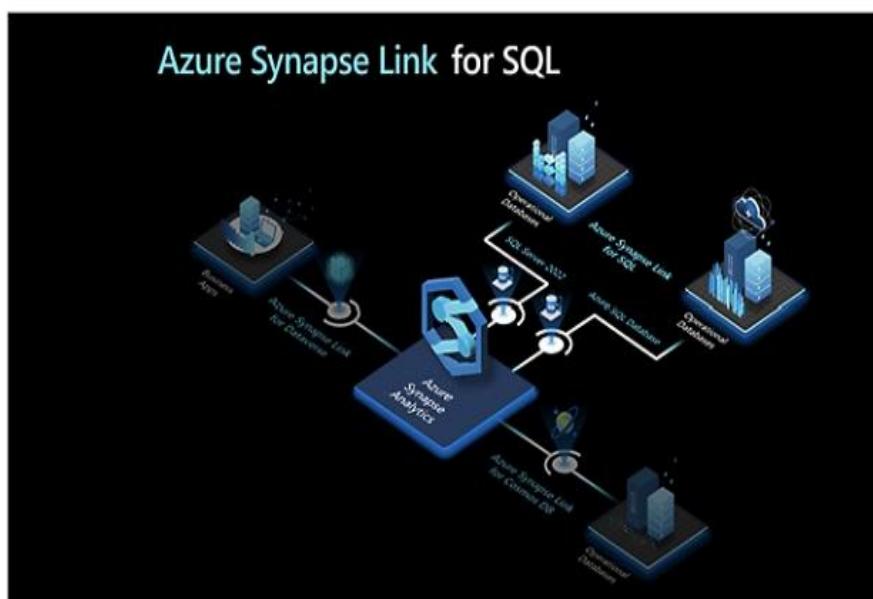 Azure Synapse Link for SQL
Operational
Databases
SQL Server 2022
Azure Synapse Link
for SQL
Business
Apps
Azure Synapse Link
for Dataverse
Azure SQL Database
Operational
Databases
Azure
Synapse
Analytics
Azure Synapse Link
for Cosmos DB
Operational
Databases